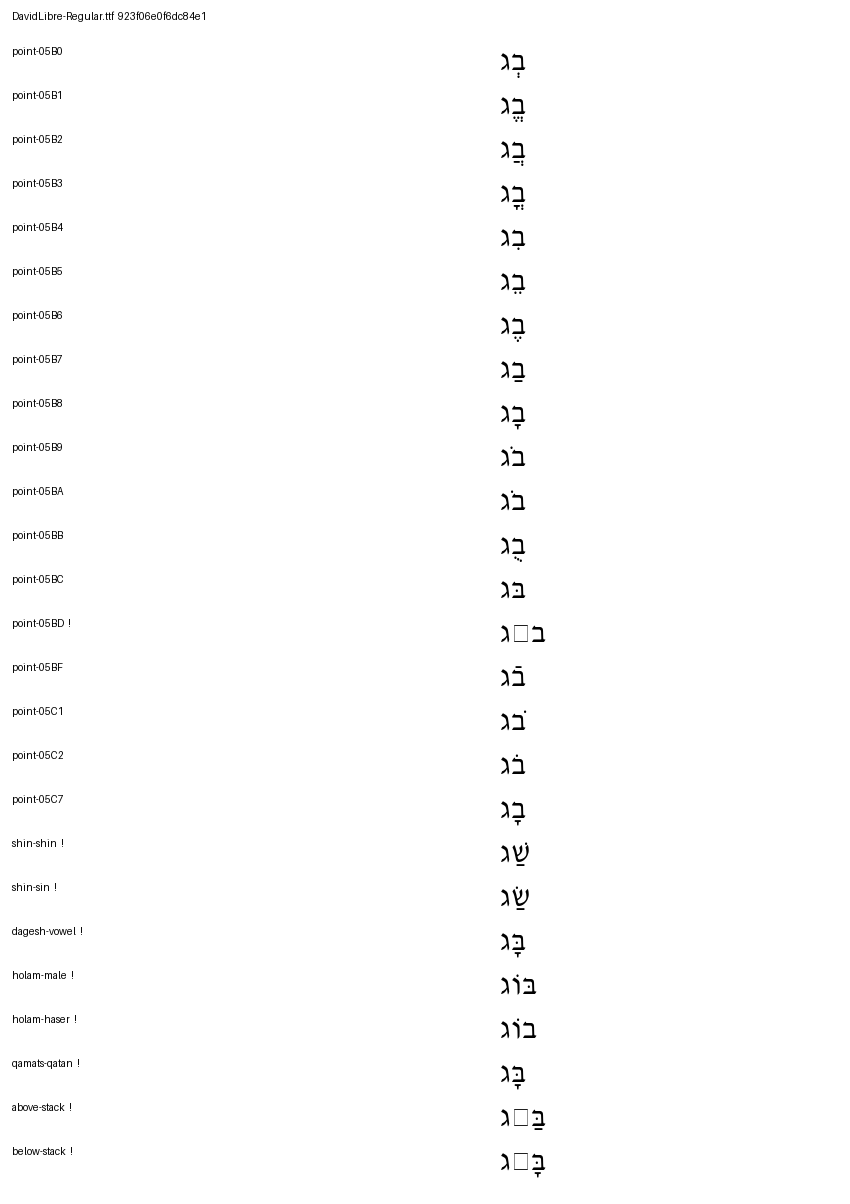 DavidLibre-Regular.ttf 923f06e0f6dc84e1
point-05B0 בְג
point-05B1 בֱג
point-05B2 בֲג
point-05B3 בֳג
point-05B4 בִג
point-05B5 בֵג
point-05B6 בֶג
point-05B7 בַג
point-05B8 בָג
point-05B9 בֹג
point-05BA בֺג
point-05BB בֻג
point-05BC בּג
point-05BD ! ב□ג
point-05BF בֿג
point-05C1 בׁג
point-05C2 בׂג
point-05C7 בׇג
shin-shin ! שַׁג
shin-sin ! שַׂג
dagesh-vowel ! בָּג
holam-male ! בּוֹג
holam-haser ! בוֺג
qamats-qatan ! בׇּג
above-stack ! בַּ□ג
below-stack ! בָּ□ג